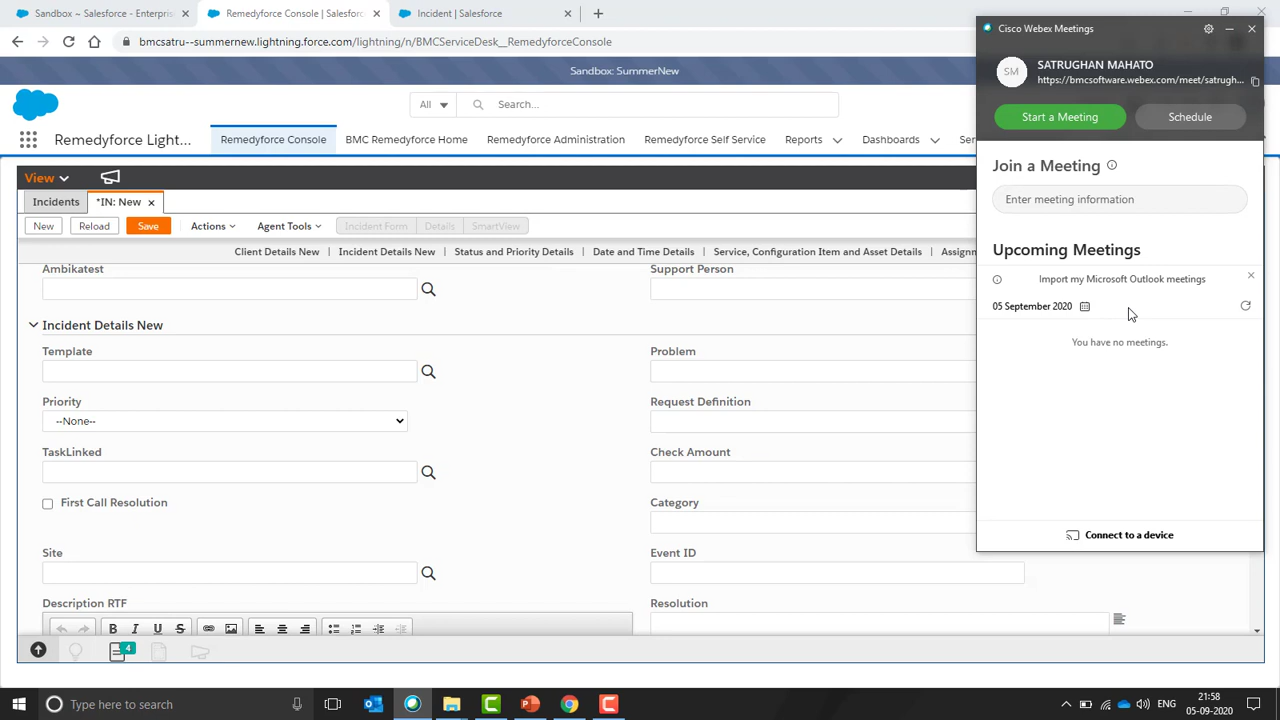 Sandbox ~ Salesforce - Enterpris
Remedyforce Console | Salesforc
Incident | Salesforce
bmcsatru--summernew.lightning.force.com/lightning/n/BMCServiceDesk__RemedyforceConsole
Sandbox: SummerNew
All
Search...
Remedyforce Light...
Remedyforce Console
BMC Remedyforce Home
Remedyforce Administration
Remedyforce Self Service
Reports
Dashboards
Ser
View
Incidents
*IN: New
New
Reload
Save
Actions
Agent Tools
Incident Form
Details
SmartView
Client Details New
Incident Details New
Status and Priority Details
Date and Time Details
Service, Configuration Item and Asset Details
Assignm
Ambikatest
Support Person
Incident Details New
Template
Problem
Priority
--None--
Request Definition
TaskLinked
Check Amount
First Call Resolution
Category
Site
Event ID
Description RTF
Resolution
B I U S
4
Cisco Webex Meetings
SM
SATRUGHAN MAHATO
https://bmcsoftware.webex.com/meet/satrugh...
Start a Meeting
Schedule
Join a Meeting
Enter meeting information
Upcoming Meetings
Import my Microsoft Outlook meetings
05 September 2020
You have no meetings.
Connect to a device
Type here to search
ENG
21:58
05-09-2020